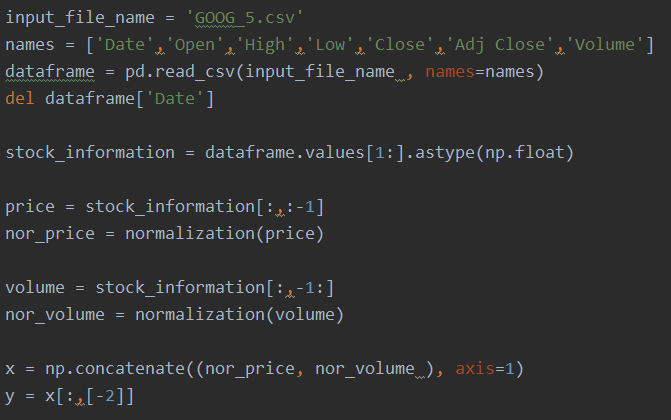 input_file_name = 'GOOG_5.csv'
names = ['Date','Open','High','Low','Close','Adj Close','Volume']
dataframe = pd.read_csv(input_file_name , names=names)
del dataframe['Date']
stock_information = dataframe.values[1:].astype(np.float)
price = stock_information[:,:-1]
nor_price = normalization(price)
volume = stock_information[:,-1:]
nor_volume = normalization(volume)
x = np.concatenate((nor_price, nor_volume ), axis=1)
y = x[:,[-2]]